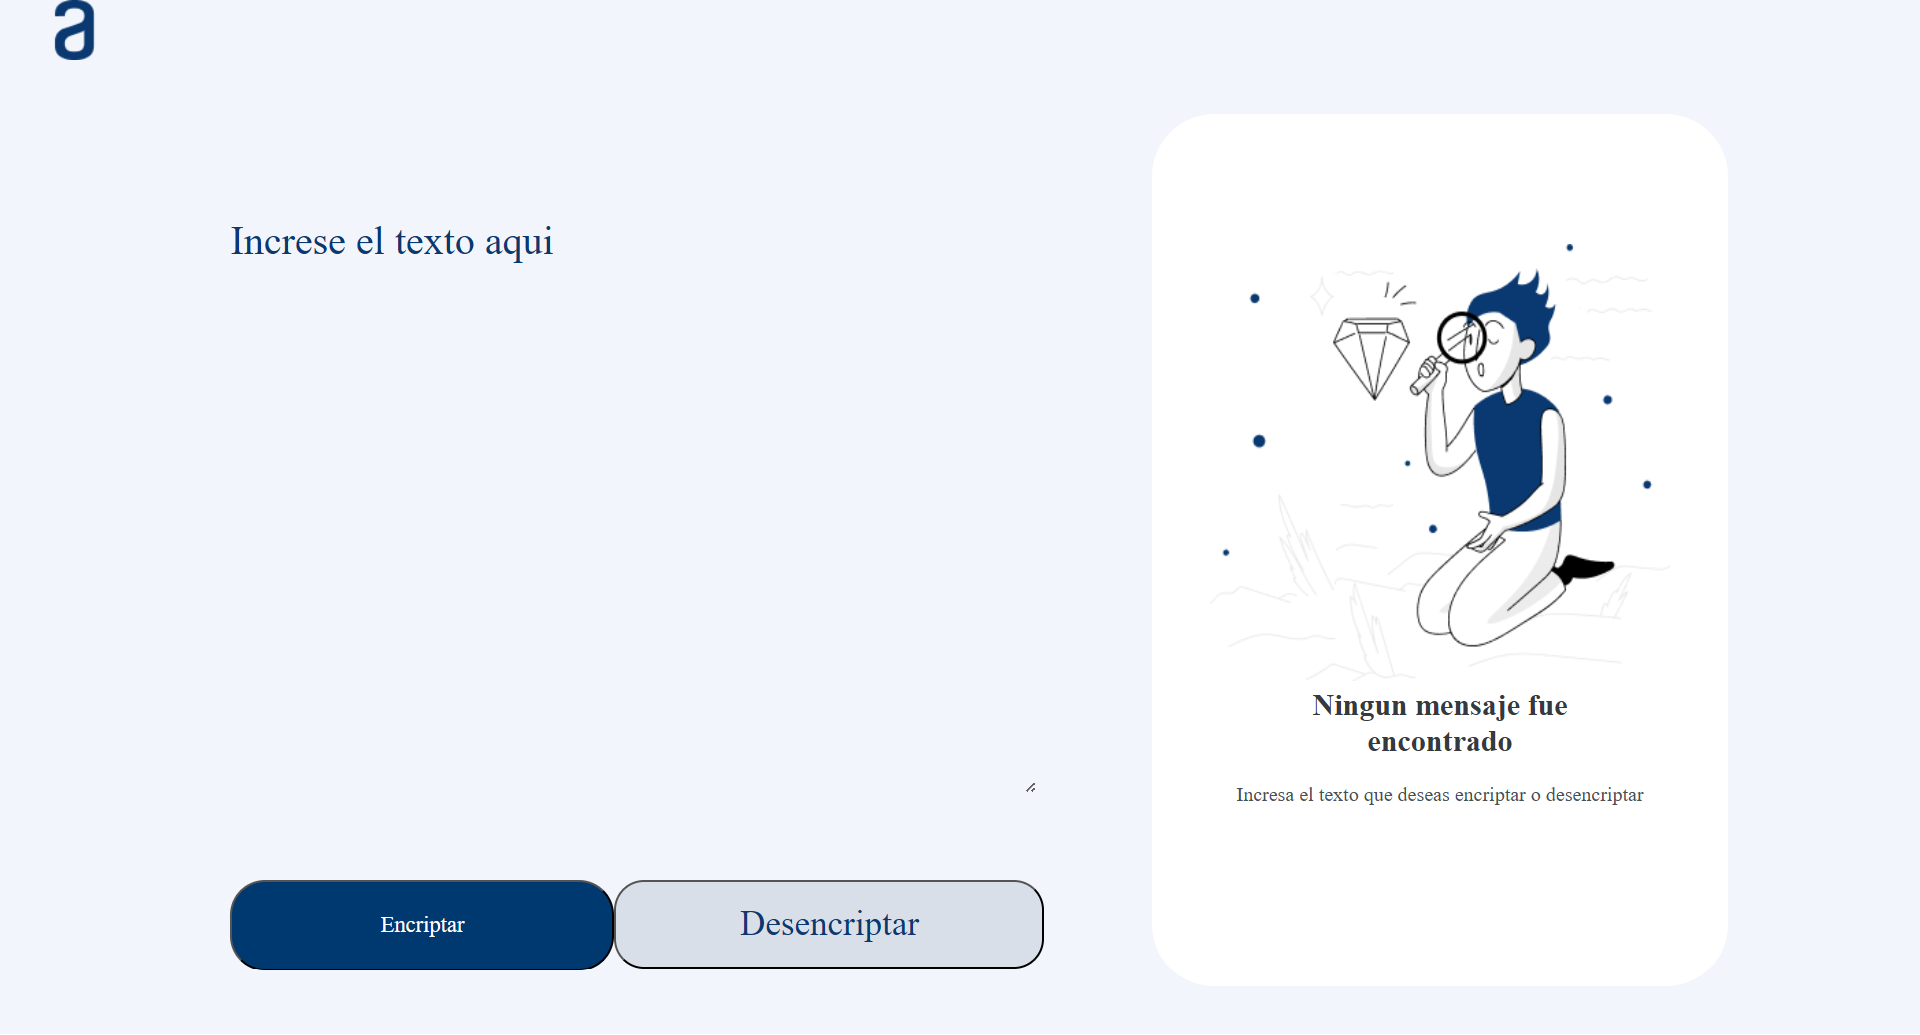 a
Increse el texto aqui
Ningun mensaje fue
encontrado
Incresa el texto que deseas encriptar o desencriptar
Encriptar
Desencriptar